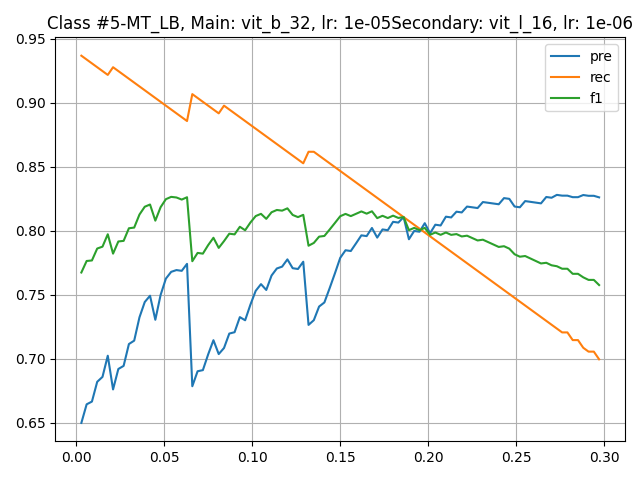 Class #5-MT_LB, Main: vit_b_32, lr: 1e-05Secondary: vit_l_16, lr: 1e-06
0.95
0.90
0.85
0.80
0.75
0.70
0.65
pre
rec
f1
0.00 0.05 0.10 0.15 0.20 0.25 0.30